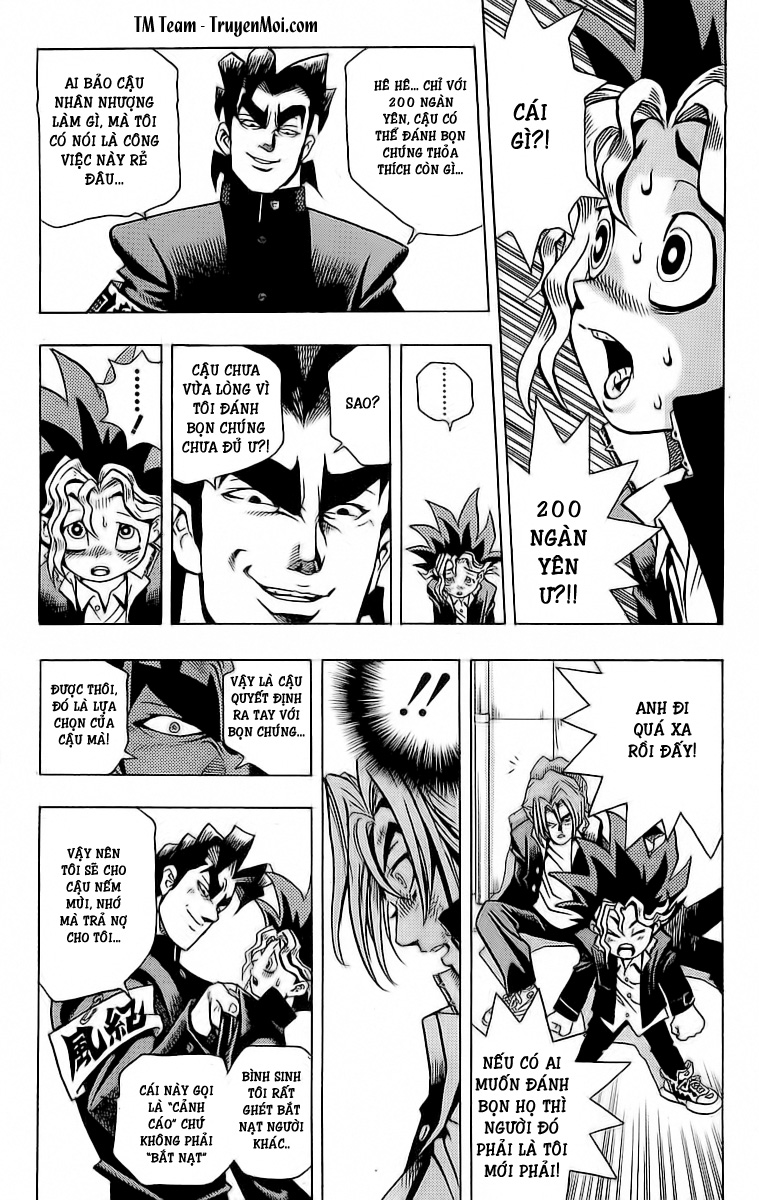 TM Team - TruyenMoi.com
CÁI
GÌ?!
200
NGÀN
YÊN
Ư?!!
HÊ HÊ... CHỈ VỚI
200 NGÀN
YÊN, CẬU CÓ
THỂ ĐÁNH BỌN
CHÚNG THỎA
THÍCH CÒN GÌ...
AI BẢO CẬU
NHÂN NHƯỢNG
LÀM GÌ, MÀ TÔI
CÓ NÓI LÀ CÔNG
VIỆC NÀY RẺ
ĐÂU...
.........
SAO?
CẬU CHƯA
VỪA LÒNG VÌ
TÔI ĐÁNH
BỌN CHÚNG
CHƯA ĐỦ Ư?!
......!
ANH ĐI
QUÁ XA
RỒI ĐẤY!
NẾU CÓ AI
MUỐN ĐÁNH
BỌN HỌ THÌ
NGƯỜI ĐÓ
PHẢI LÀ TÔI
MỚI PHẢI!
!!
VẬY LÀ CẬU
QUYẾT ĐỊNH
RA TAY VỚI
BỌN CHÚNG...
ĐƯỢC THÔI,
ĐÓ LÀ LỰA
CHỌN CỦA
CẬU MÀ!
VẬY NÊN
TÔI SẼ CHO
CẬU NẾM
MÙI, NHỚ
MÀ TRẢ NỢ
CHO TÔI...
風紀
BÌNH SINH
TÔI RẤT
GHÉT BẮT
NẠT NGƯỜI
KHÁC..
CÁI NÀY GỌI
LÀ "CẢNH
CÁO" CHỨ
KHÔNG PHẢI
"BẮT NẠT"